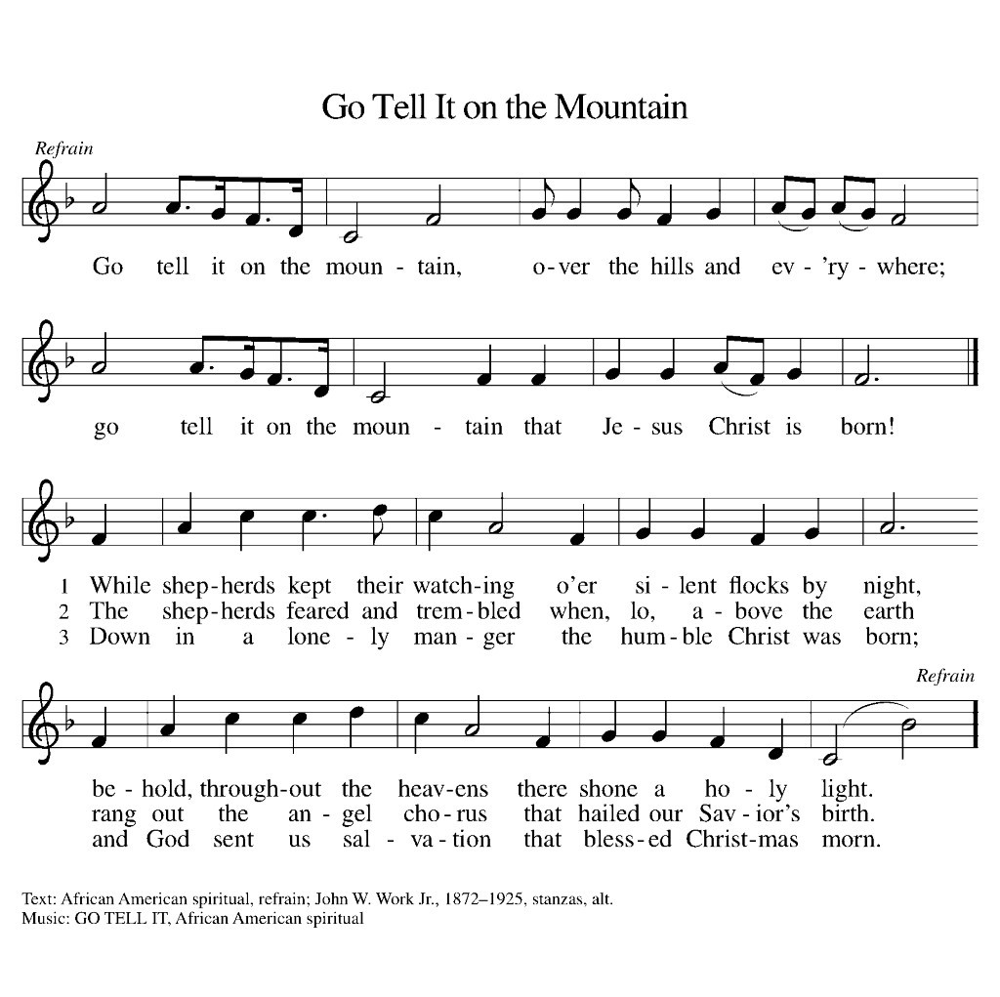 Go Tell It on the Mountain
Refrain
Go tell it on the moun - tain, o - ver the hills and ev - 'ry - where;
go tell it on the moun - tain that Je - sus Christ is born!
1 While shep - herds kept their watch - ing o'er si - lent flocks by night,
2 The shep - herds feared and trem - bled when, lo, a - bove the earth
3 Down in a lone - ly man - ger the hum - ble Christ was born;
Refrain
be - hold, through - out the heav - ens there shone a ho - ly light.
rang out the an - gel cho - rus that hailed our Sav - ior's birth.
and God sent us sal - va - tion that bless - ed Christ - mas morn.
Text: African American spiritual, refrain; John W. Work Jr., 1872–1925, stanzas, alt.
Music: GO TELL IT, African American spiritual